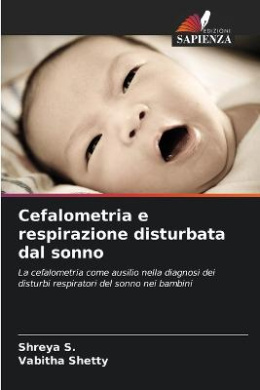 EDIZIONI
SAPIENZA
Cefalometria e
respirazione disturbata
dal sonno
La cefalometria come ausilio nella diagnosi dei
disturbi respiratori del sonno nei bambini
Shreya S.
Vabitha Shetty